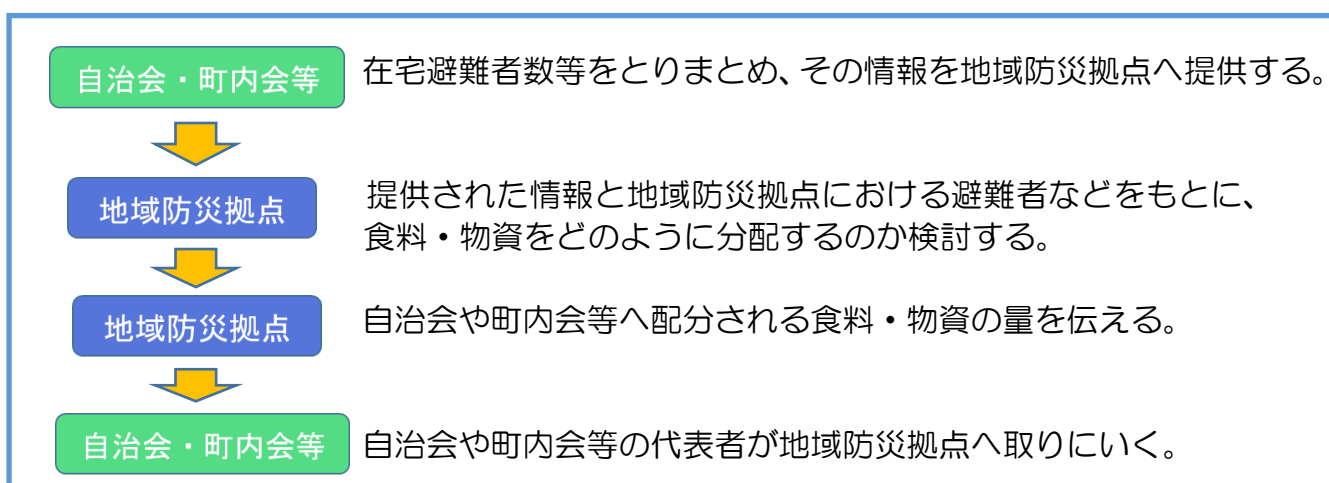 自治会・町内会等
在宅避難者数等をとりまとめ、その情報を地域防災拠点へ提供する。
地域防災拠点
提供された情報と地域防災拠点における避難者などをもとに、
食料・物資をどのように分配するのか検討する。
地域防災拠点
自治会や町内会等へ配分される食料・物資の量を伝える。
自治会・町内会等
自治会や町内会等の代表者が地域防災拠点へ取りにいく。